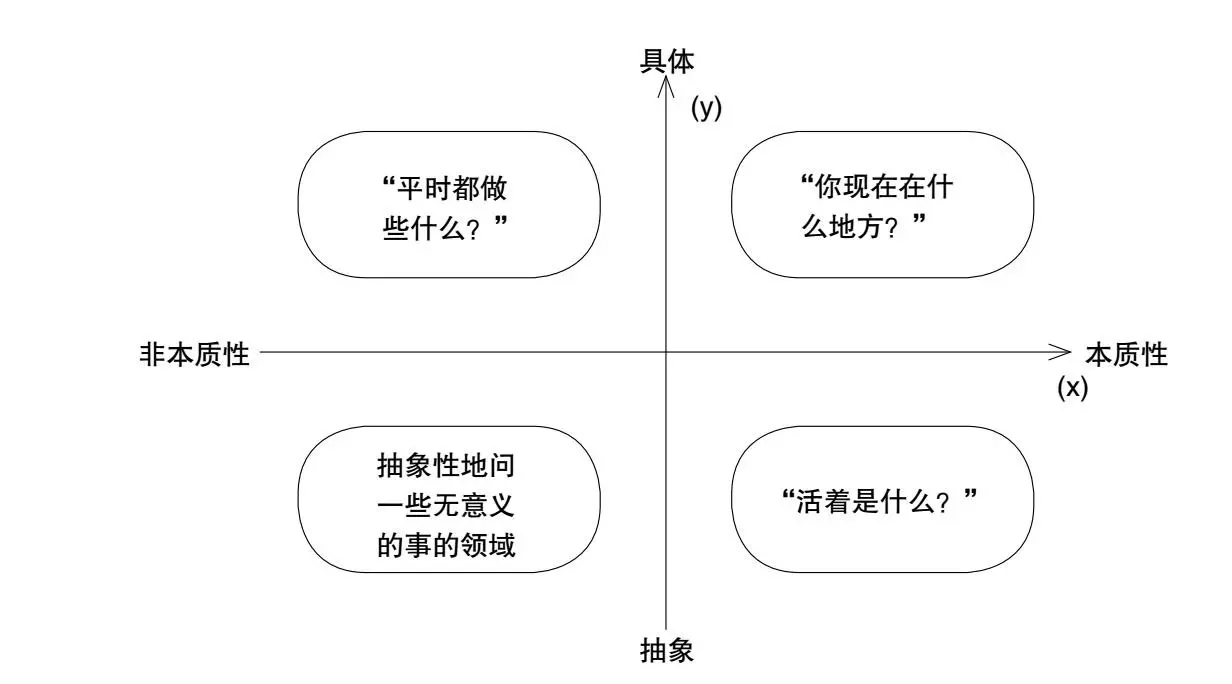 具体
(y)
“平时都做
些什么？”
“你现在在什
么地方？”
非本质性
本质性
(x)
抽象性地问
一些无意义
的事的领域
“活着是什么？”
抽象